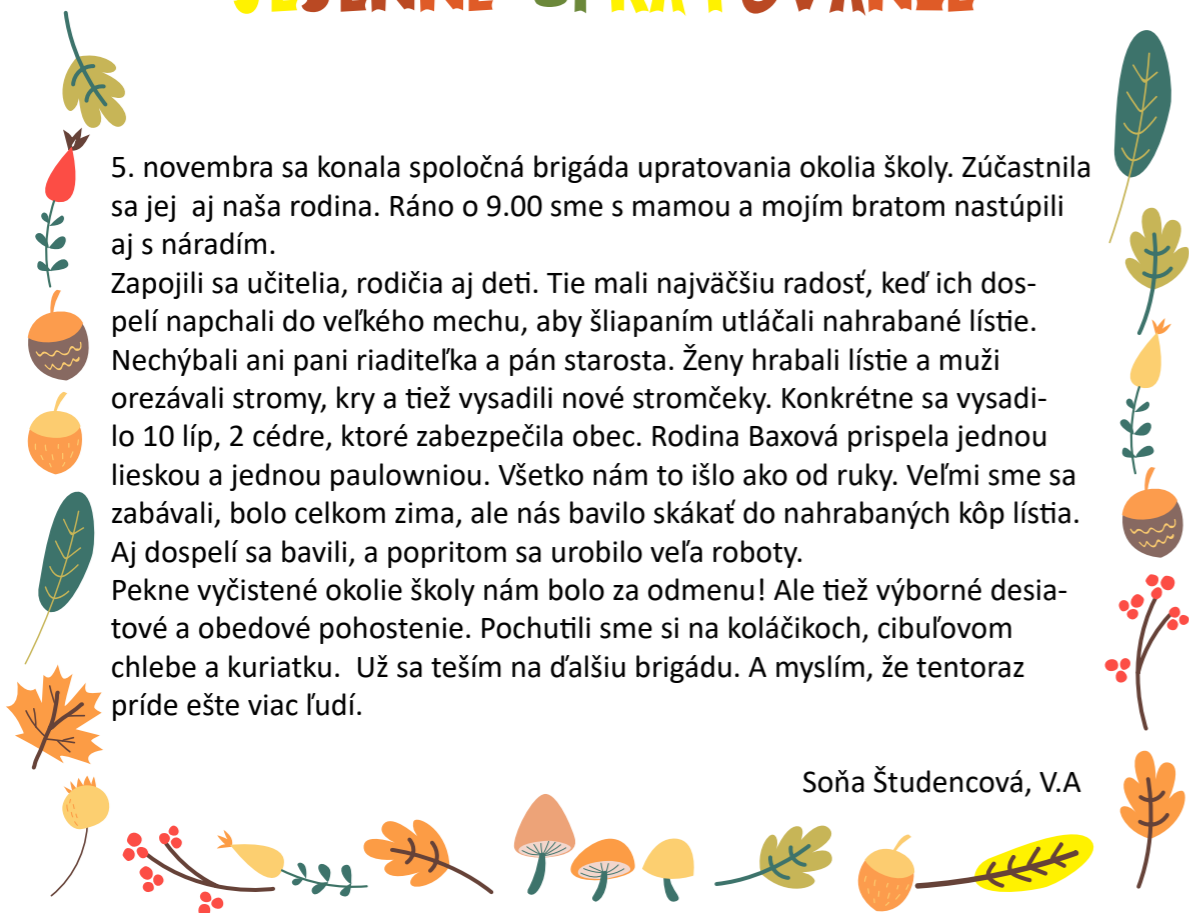 JESENNÉ UPRATOVANIE
5. novembra sa konala spoločná brigáda upratovania okolia školy. Zúčastnila
sa jej aj naša rodina. Ráno o 9.00 sme s mamou a mojím bratom nastúpili
aj s náradím.
Zapojili sa učitelia, rodičia aj deti. Tie mali najväčšiu radosť, keď ich dos-
pelí napchali do veľkého mechu, aby šliapaním utláčali nahrabané lístie.
Nechýbali ani pani riaditeľka a pán starosta. Ženy hrabali lístie a muži
orezávali stromy, kry a tiež vysadili nové stromčeky. Konkrétne sa vysadi-
lo 10 líp, 2 cédre, ktoré zabezpečila obec. Rodina Baxová prispela jednou
lieskou a jednou paulowniou. Všetko nám to išlo ako od ruky. Veľmi sme sa
zabávali, bolo celkom zima, ale nás bavilo skákať do nahrabaných kôp lístia.
Aj dospelí sa bavili, a popritom sa urobilo veľa roboty.
Pekne vyčistené okolie školy nám bolo za odmenu! Ale tiež výborné desia-
tové a obedové pohostenie. Pochutili sme si na koláčikoch, cibuľovom
chlebe a kuriatku. Už sa teším na ďalšiu brigádu. A myslím, že tentoraz
príde ešte viac ľudí.
Soňa Študencová, V.A